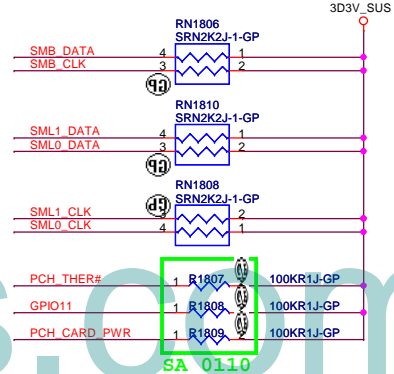 3D3V_SUS
RN1806
SRN2K2J-1-GP
SMB_DATA 4 1
SMB_CLK 3 2
RN1810
SRN2K2J-1-GP
SML1_DATA 4 1
SML0_DATA 3 2
RN1808
SRN2K2J-1-GP
SML1_CLK 3 2
SML0_CLK 4 1
PCH_THER# 1 R1807 2 100KR1J-GP
GPIO11 1 R1808 2 100KR1J-GP
PCH_CARD_PWR 1 R1809 2 100KR1J-GP
SA 0110
s.com